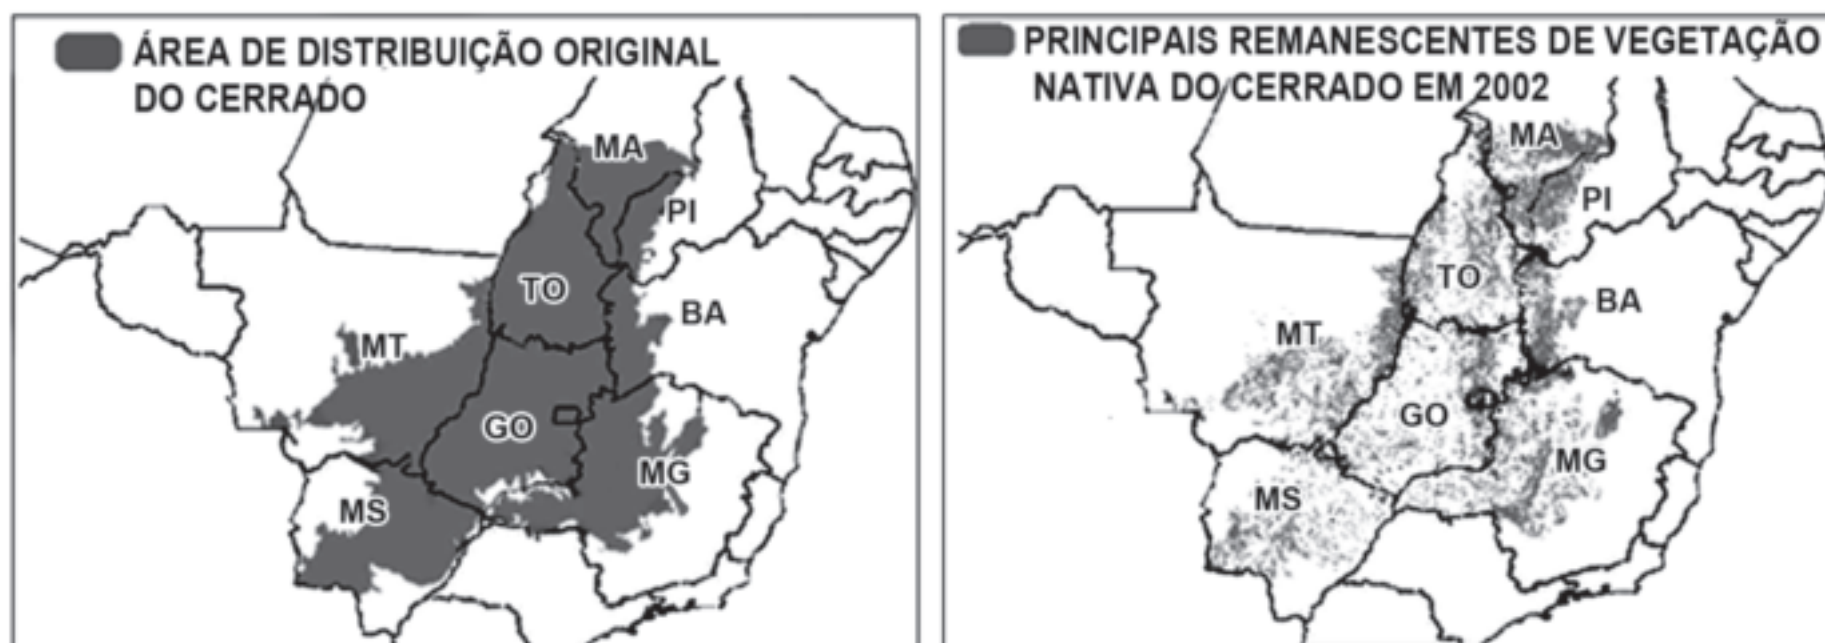 ÁREA DE DISTRIBUIÇÃO ORIGINAL
DO CERRADO
MA
PI
TO
BA
MT
GO
MG
MS
PRINCIPAIS REMANESCENTES DE VEGETAÇÃO
NATIVA DO CERRADO EM 2002
MA
PI
TO
BA
MT
GO
MG
MS